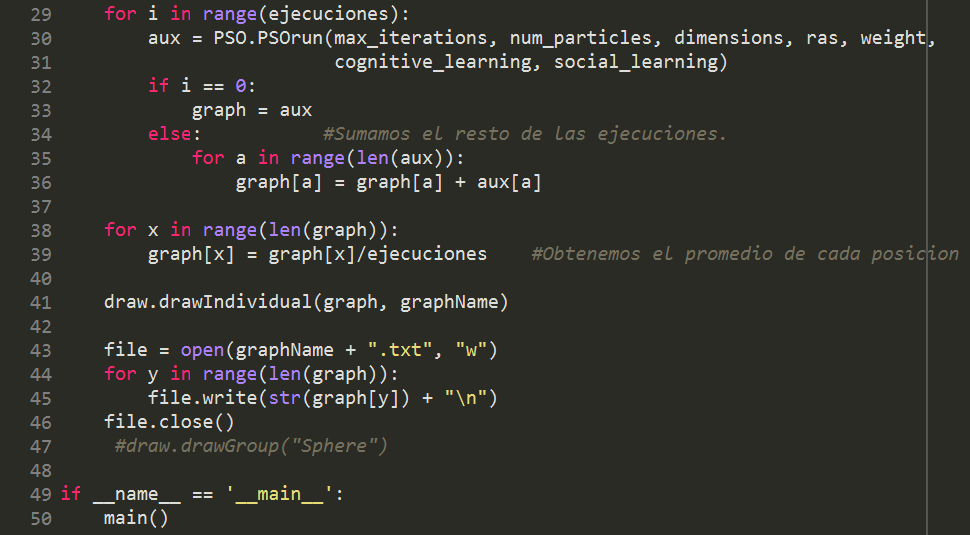 29 for i in range(ejecuciones):
30 aux = PSO.PSOrun(max_iterations, num_particles, dimensions, ras, weight,
31 cognitive_learning, social_learning)
32 if i == 0:
33 graph = aux
34 else: #Sumamos el resto de las ejecuciones.
35 for a in range(len(aux)):
36 graph[a] = graph[a] + aux[a]
37
38 for x in range(len(graph)):
39 graph[x] = graph[x]/ejecuciones #Obtenemos el promedio de cada posicion
40
41 draw.drawIndividual(graph, graphName)
42
43 file = open(graphName + ".txt", "w")
44 for y in range(len(graph)):
45 file.write(str(graph[y]) + "\n")
46 file.close()
47 #draw.drawGroup("Sphere")
48
49 if __name__ == '__main__':
50 main()